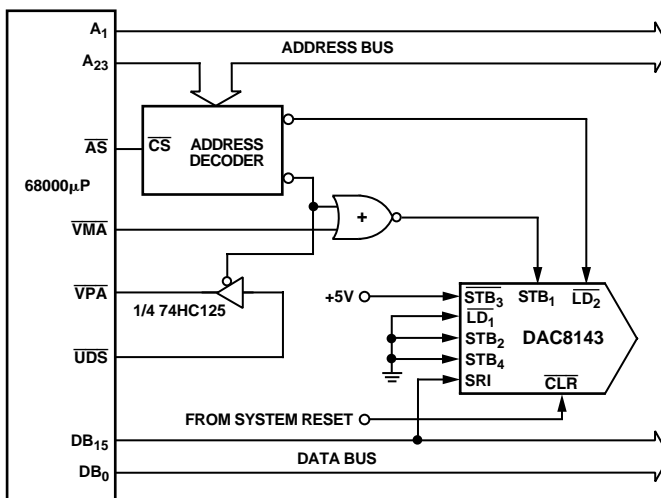 A1
ADDRESS BUS
A23
AS
CS
ADDRESS
DECODER
68000µP
VMA
+
VPA
1/4 74HC125
+5V
STB3
STB1
LD2
LD1
STB2
DAC8143
STB4
UDS
SRI
CLR
FROM SYSTEM RESET
DB15
DATA BUS
DB0